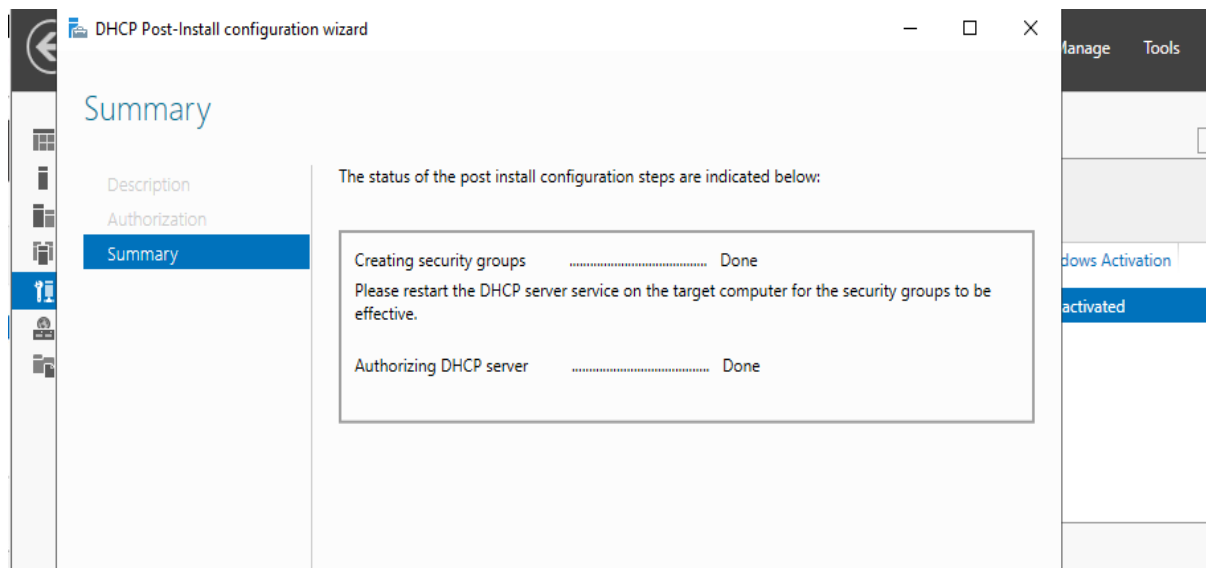 DHCP Post-Install configuration wizard
Manage Tools
Summary
Description
Authorization
Summary
The status of the post install configuration steps are indicated below:
Creating security groups ........................................ Done
Please restart the DHCP server service on the target computer for the security groups to be
effective.
Authorizing DHCP server ........................................ Done
dows Activation
activated